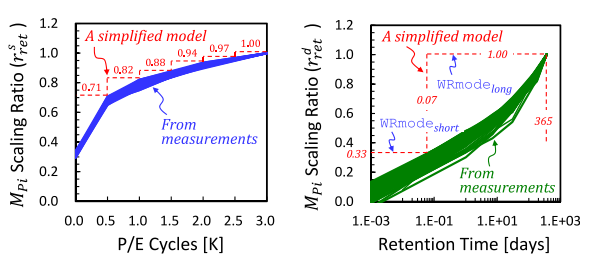 M_Pi Scaling Ratio (r^s_ret)
1.2
1.0
0.8
0.6
0.4
0.2
0.0
A simplified model
0.71
0.82
0.88
0.94
0.97
1.00
From
measurements
0.0 0.5 1.0 1.5 2.0 2.5 3.0
P/E Cycles [K]
M_Pi Scaling Ratio (r^d_ret)
1.2
1.0
0.8
0.6
0.4
0.2
0.0
A simplified model
1.00
WRmode_long
0.07
WRmode_short
0.33
365
From
measurements
1.E-03 1.E-01 1.E+01 1.E+03
Retention Time [days]